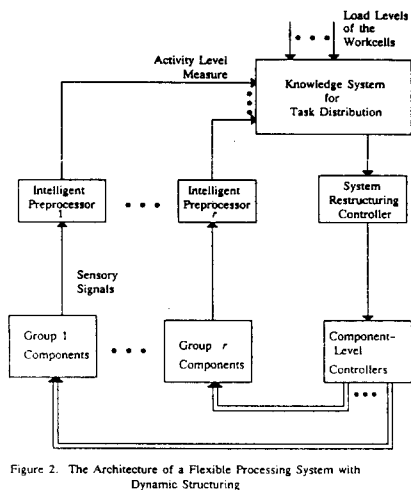 Load Levels
of the
Workcells
Activity Level
Measure
Knowledge System
for
Task Distribution
Intelligent
Preprocessor
1
Intelligent
Preprocessor
r
System
Restructuring
Controller
Sensory
Signals
Group 1
Components
Group r
Components
Component-
Level
Controllers
Figure 2. The Architecture of a Flexible Processing System with
Dynamic Structuring